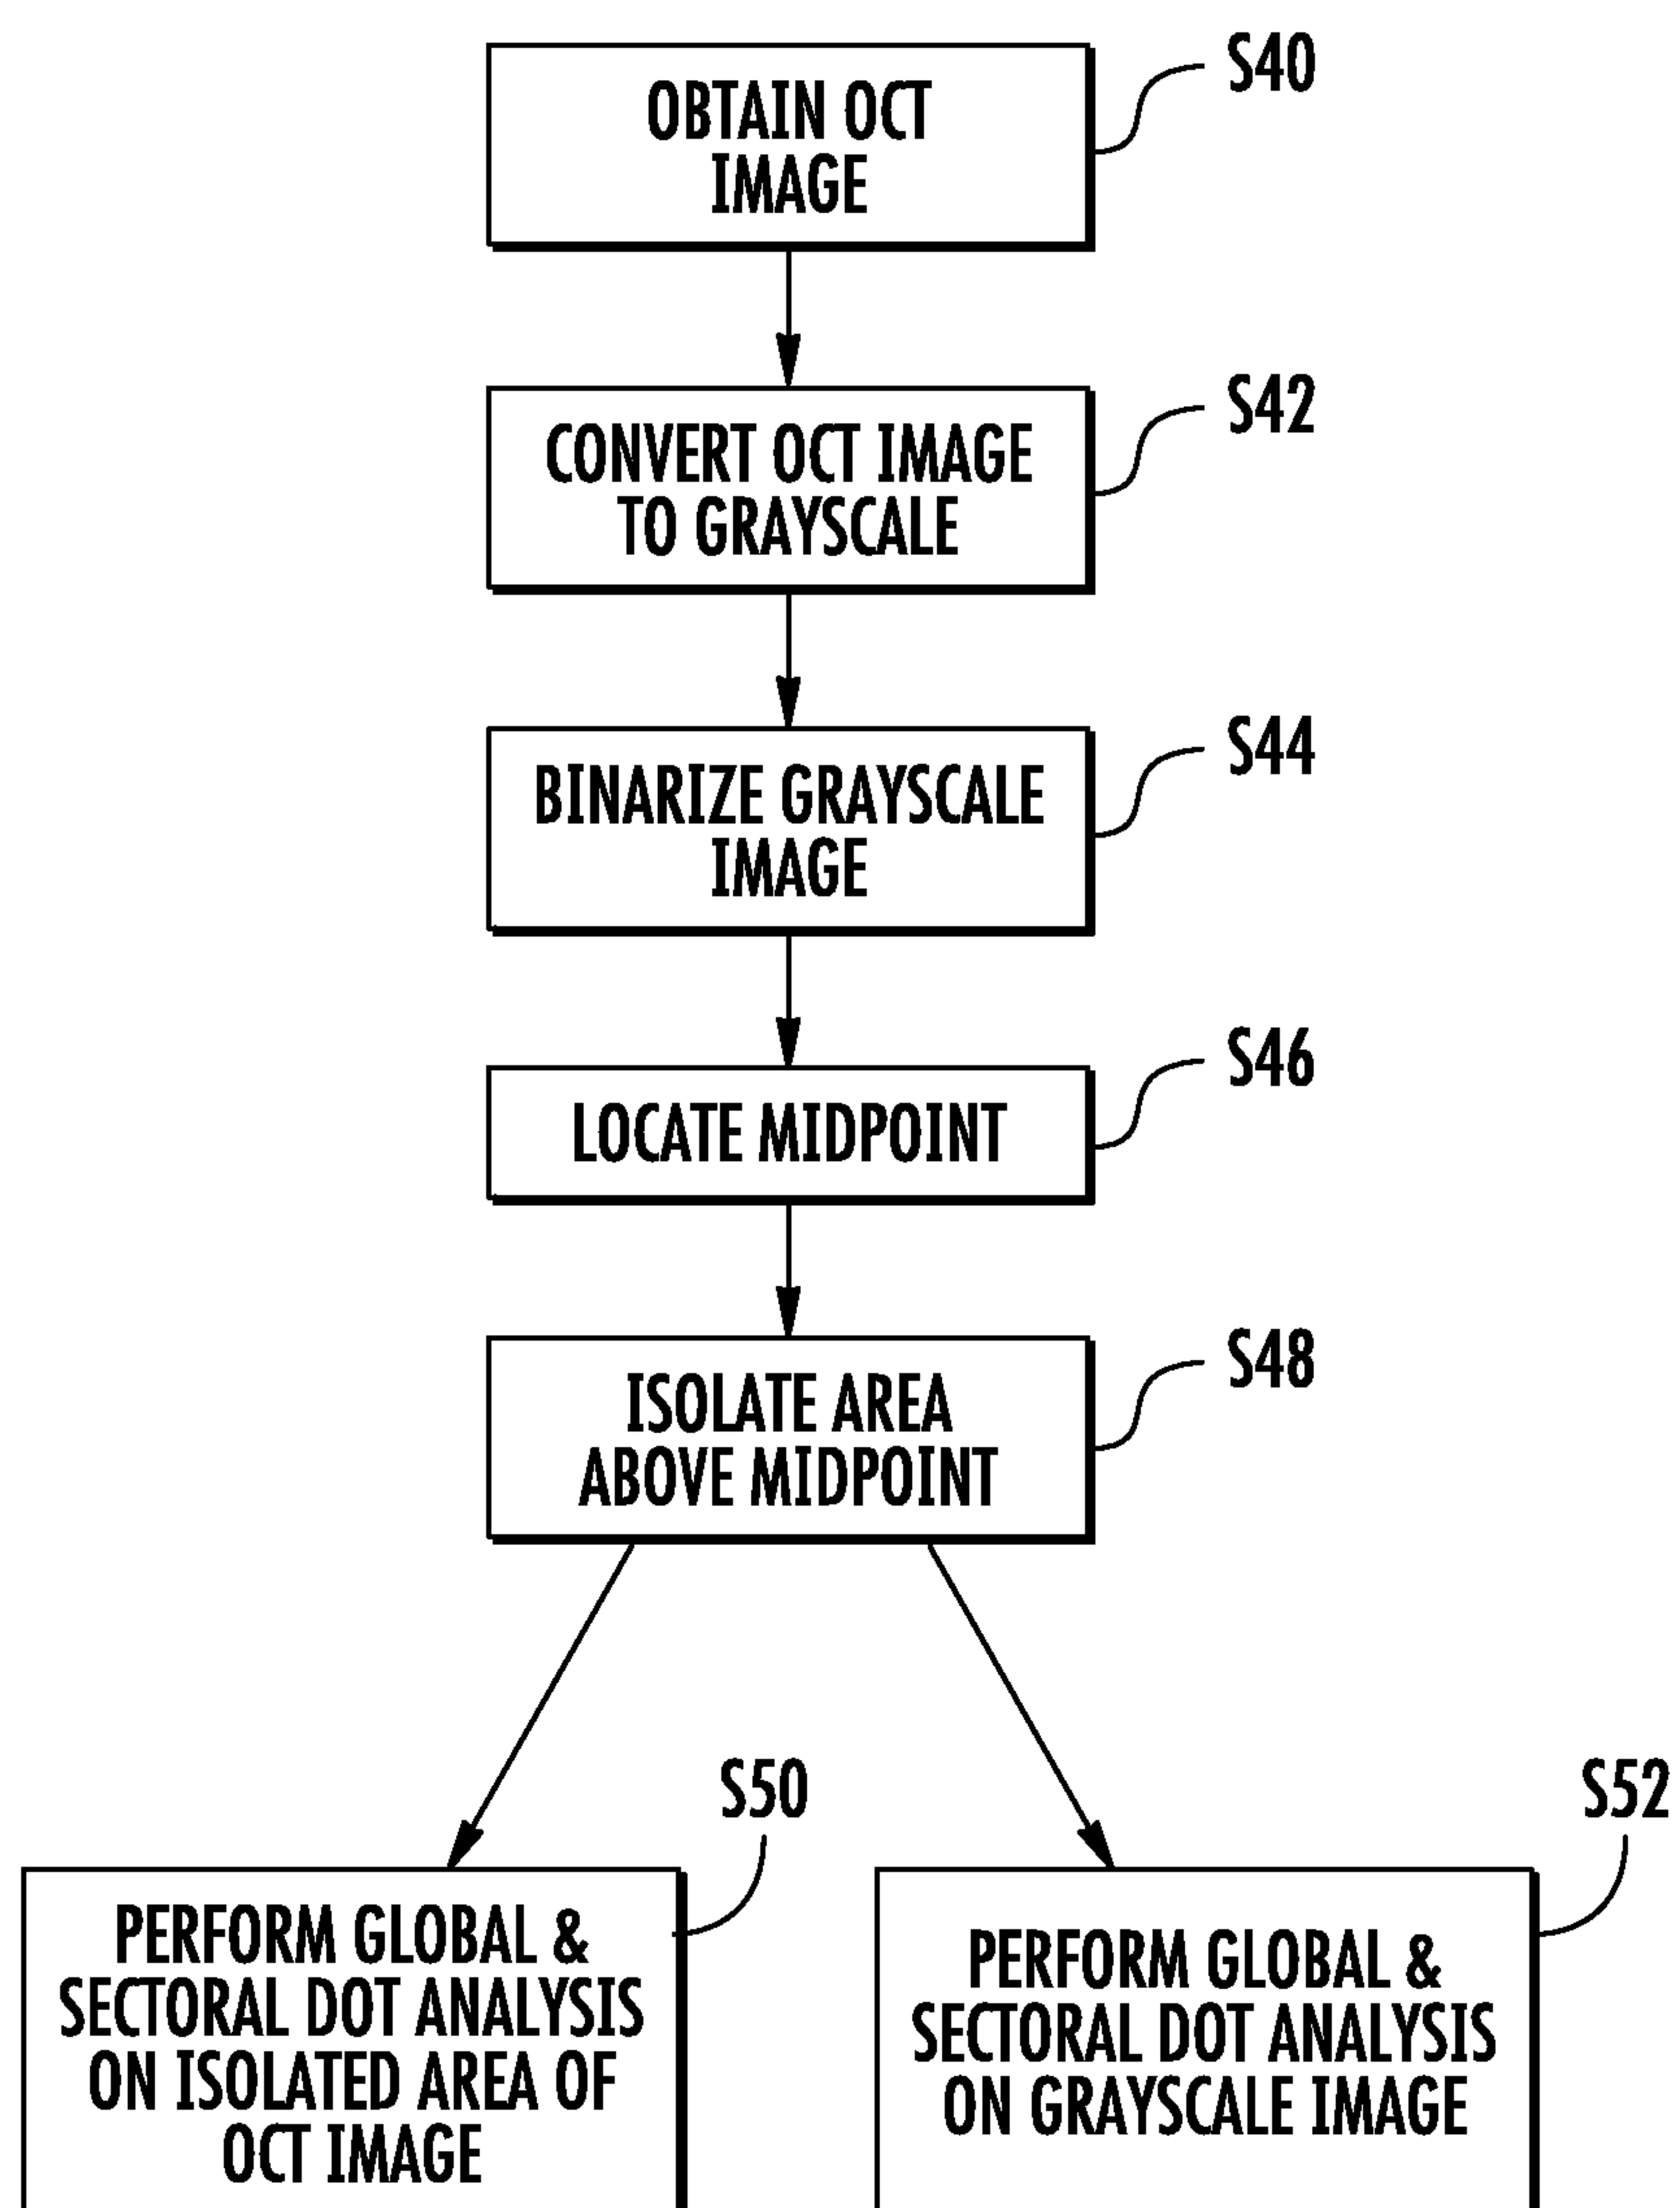 OBTAIN OCT
IMAGE
S40
CONVERT OCT IMAGE
TO GRAYSCALE
S42
BINARIZE GRAYSCALE
IMAGE
S44
LOCATE MIDPOINT
S46
ISOLATE AREA
ABOVE MIDPOINT
S48
S50
PERFORM GLOBAL &
SECTORAL DOT ANALYSIS
ON ISOLATED AREA OF
OCT IMAGE
S52
PERFORM GLOBAL &
SECTORAL DOT ANALYSIS
ON GRAYSCALE IMAGE